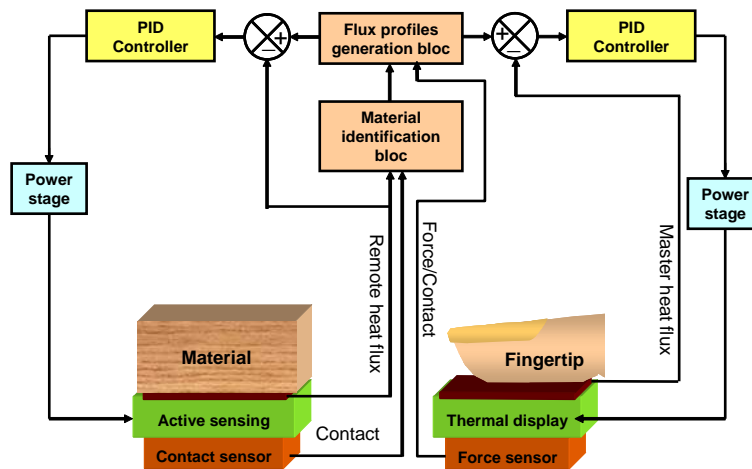 PID
Controller
+
−
Flux profiles
generation bloc
+
−
PID
Controller
Material
identification
bloc
Power
stage
Power
stage
Remote heat flux
Force/Contact
Master heat flux
Material
Fingertip
Active sensing
Contact
Thermal display
Contact sensor
Force sensor